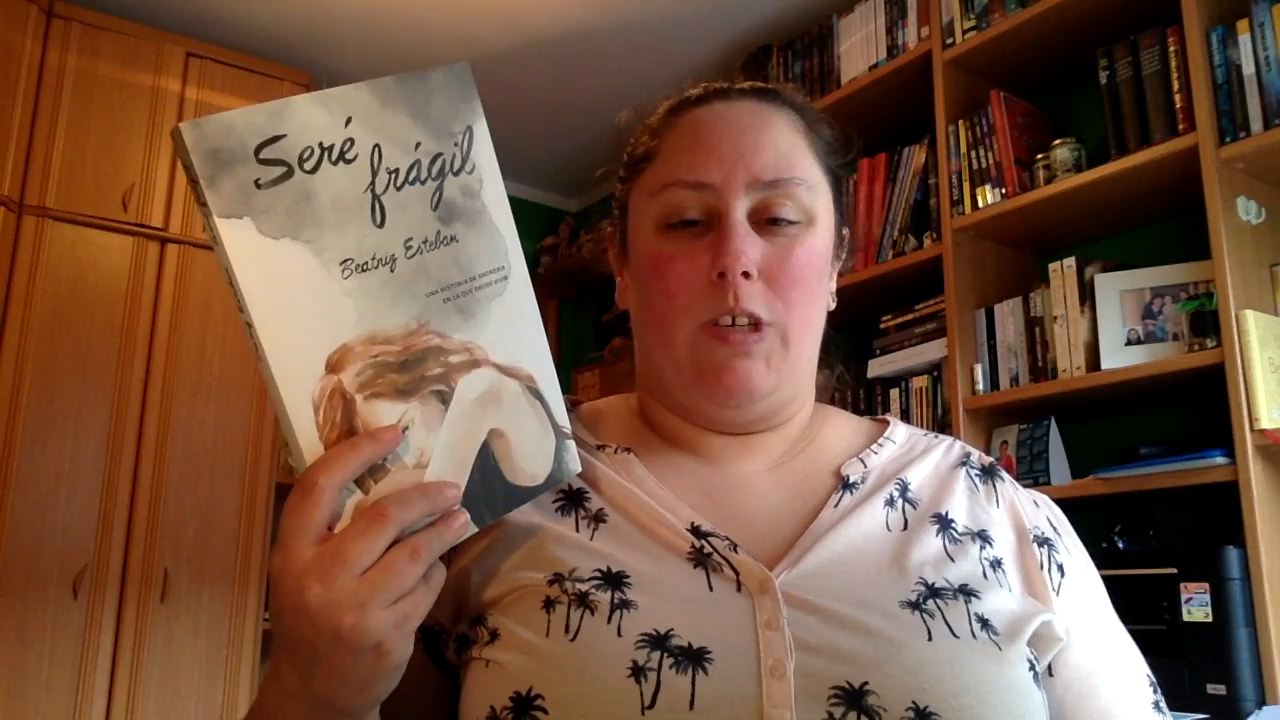 Seré
frágil
Beatriz Esteban
UNA HISTORIA DE ANOREXIA
EN LA QUE DECIDÍ VIVIR